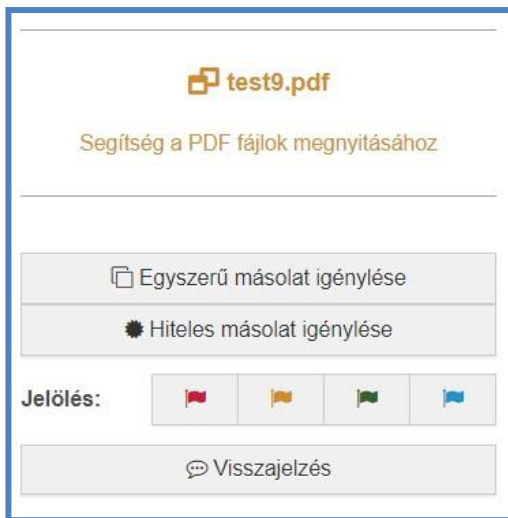 test9.pdf
Segítség a PDF fájlok megnyitásához
Egyszerű másolat igénylése
Hiteles másolat igénylése
Jelölés:
Visszajelzés